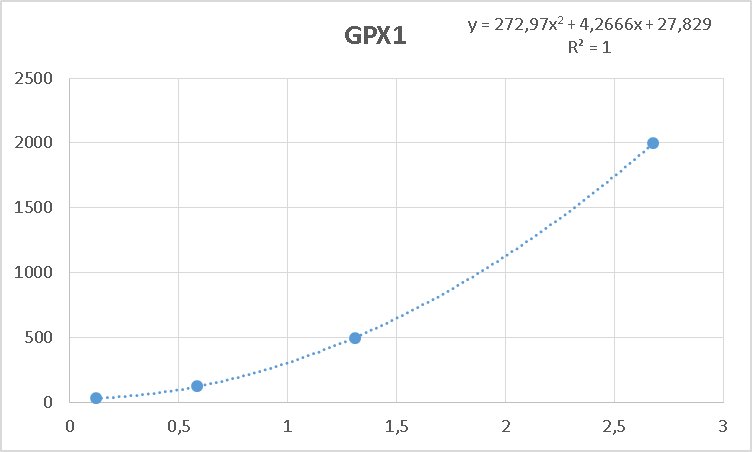 GPX1
y = 272,97x² + 4,2666x + 27,829
R² = 1
2500
2000
1500
1000
500
0
0 0,5 1 1,5 2 2,5 3